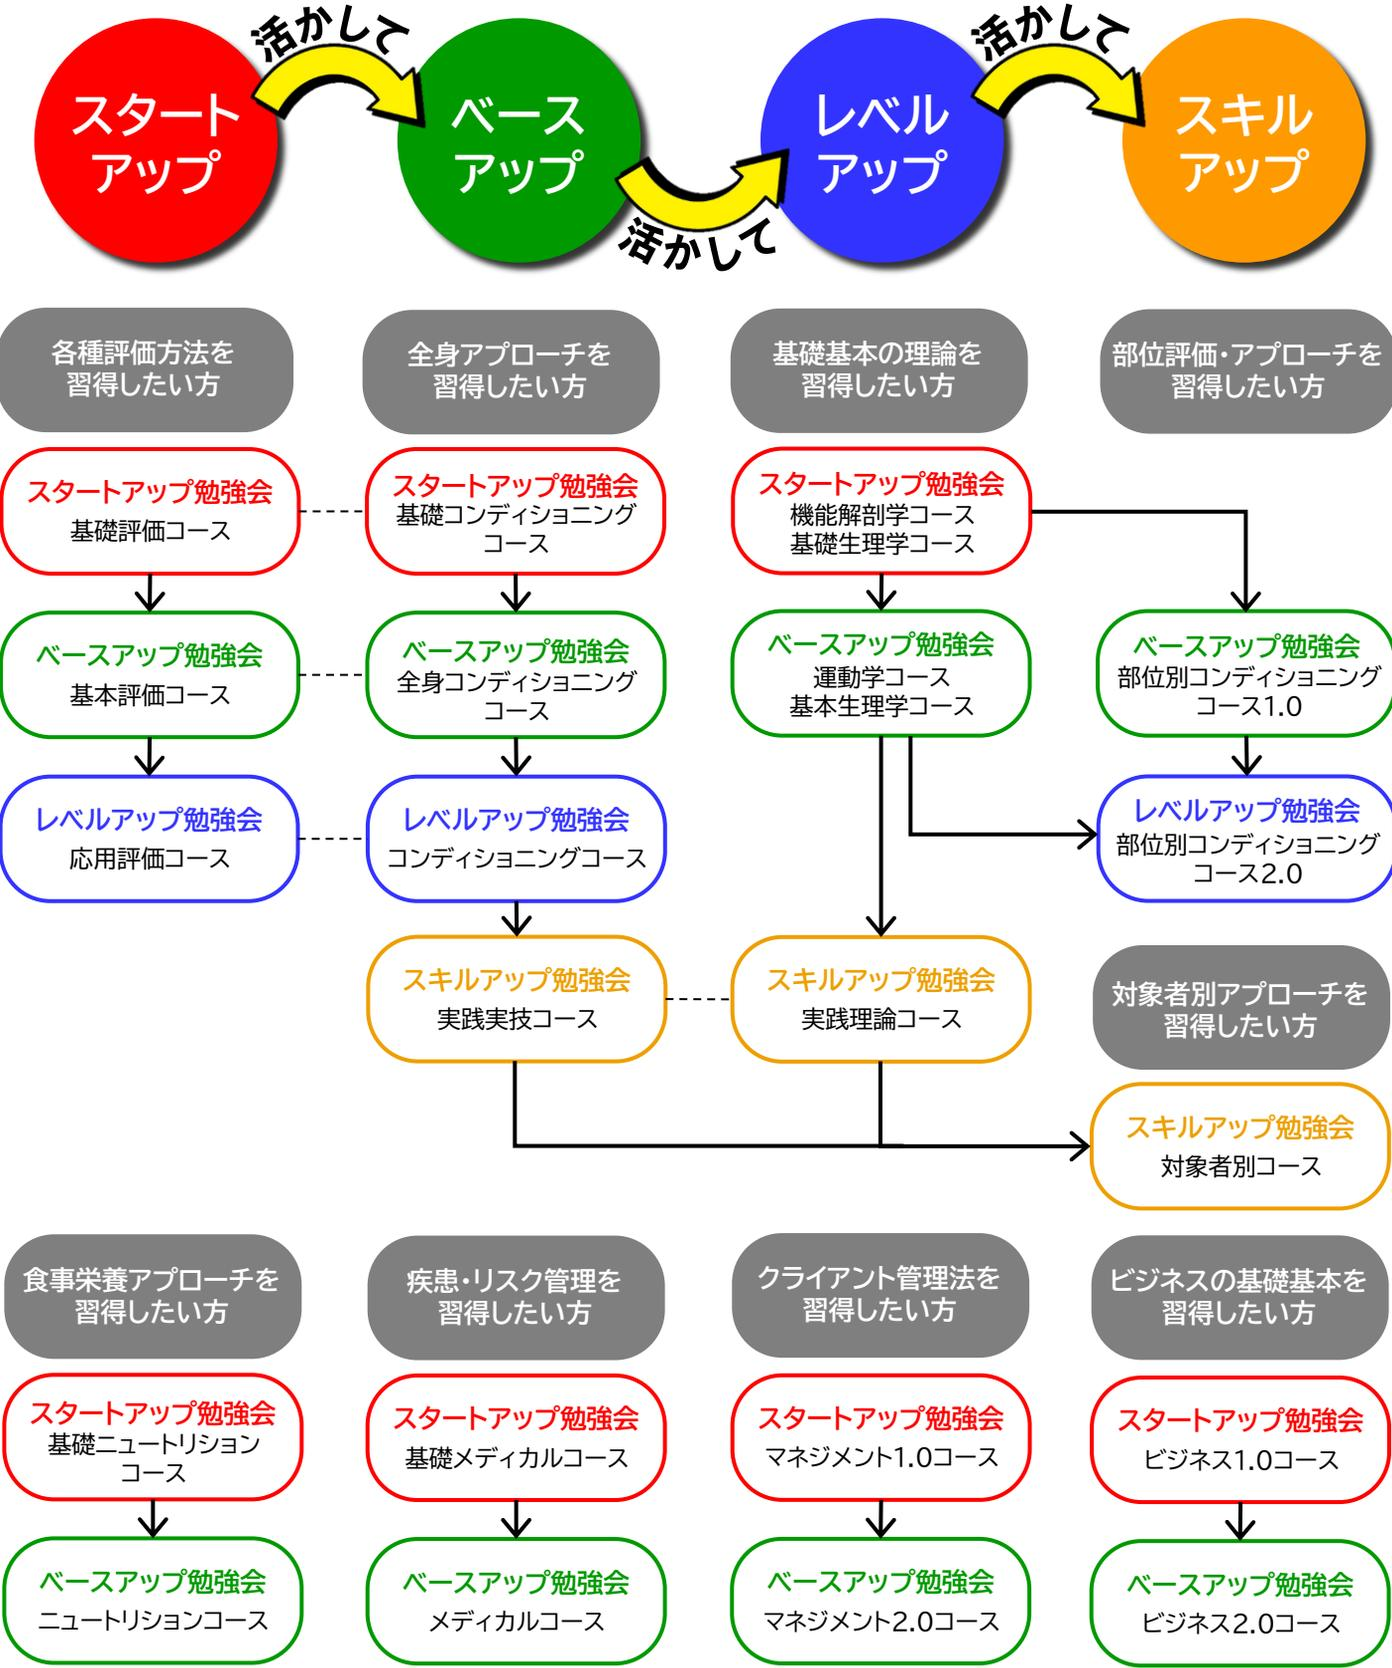 活かして
活かして
スタート
アップ
ベース
アップ
レベル
アップ
スキル
アップ
活かして
各種評価方法を
習得したい方
全身アプローチを
習得したい方
基礎基本の理論を
習得したい方
部位評価・アプローチを
習得したい方
スタートアップ勉強会
基礎評価コース
スタートアップ勉強会
基礎コンディショニング
コース
スタートアップ勉強会
機能解剖学コース
基礎生理学コース
ベースアップ勉強会
基本評価コース
ベースアップ勉強会
全身コンディショニング
コース
ベースアップ勉強会
運動学コース
基本生理学コース
ベースアップ勉強会
部位別コンディショニング
コース1.0
レベルアップ勉強会
応用評価コース
レベルアップ勉強会
コンディショニングコース
レベルアップ勉強会
部位別コンディショニング
コース2.0
スキルアップ勉強会
実践実技コース
スキルアップ勉強会
実践理論コース
対象者別アプローチを
習得したい方
スキルアップ勉強会
対象者別コース
食事栄養アプローチを
習得したい方
疾患・リスク管理を
習得したい方
クライアント管理法を
習得したい方
ビジネスの基礎基本を
習得したい方
スタートアップ勉強会
基礎ニュートリション
コース
スタートアップ勉強会
基礎メディカルコース
スタートアップ勉強会
マネジメント1.0コース
スタートアップ勉強会
ビジネス1.0コース
ベースアップ勉強会
ニュートリションコース
ベースアップ勉強会
メディカルコース
ベースアップ勉強会
マネジメント2.0コース
ベースアップ勉強会
ビジネス2.0コース